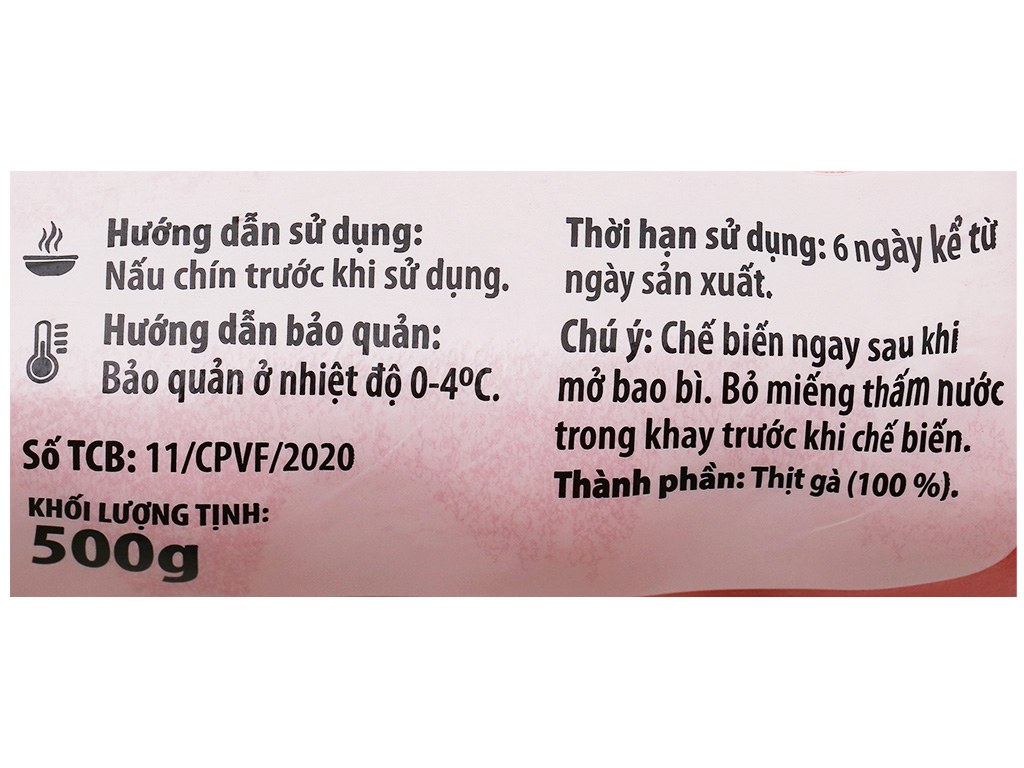 Hướng dẫn sử dụng:
Nấu chín trước khi sử dụng.
Hướng dẫn bảo quản:
Bảo quản ở nhiệt độ 0-4ºC.
Số TCB: 11/CPVF/2020
KHỐI LƯỢNG TỊNH:
500g
Thời hạn sử dụng: 6 ngày kể từ
ngày sản xuất.
Chú ý: Chế biến ngay sau khi
mở bao bì. Bỏ miếng thấm nước
trong khay trước khi chế biến.
Thành phần: Thịt gà (100 %).